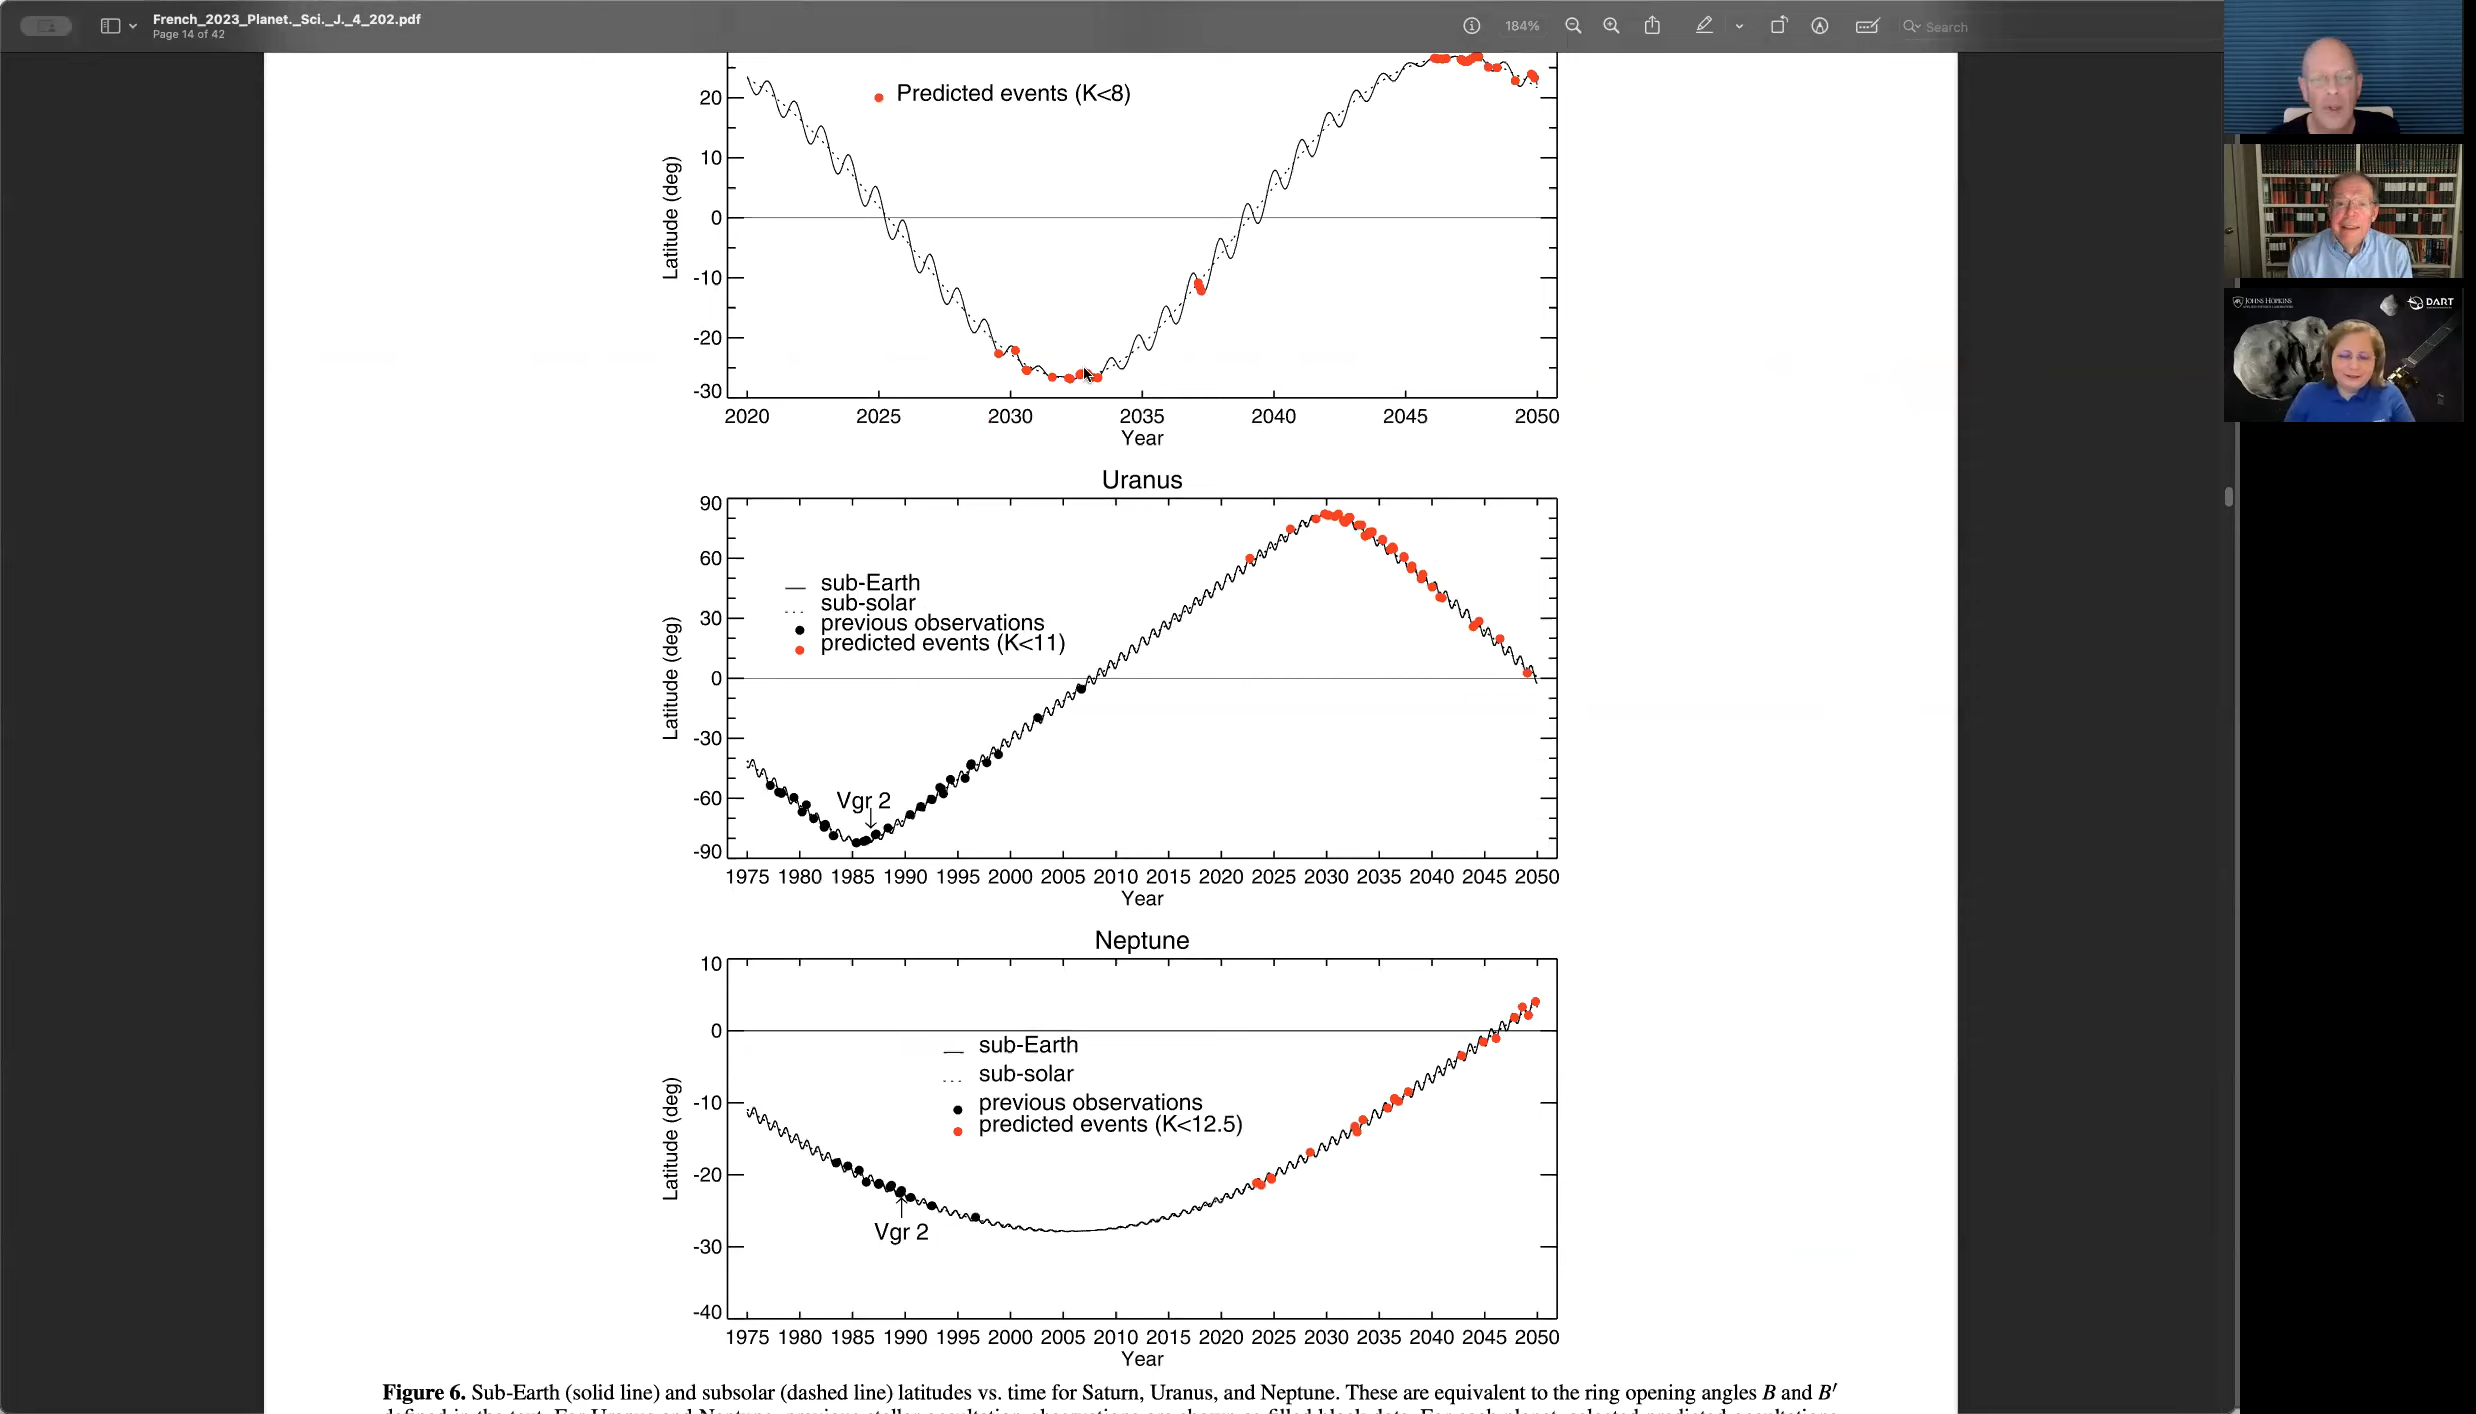 French_2023_Planet._Sci._J._4_202.pdf
Page 14 of 42
184%
Search
Predicted events (K<8)
20
10
0
-10
-20
-30
Latitude (deg)
2020 2025 2030 2035 2040 2045 2050
Year
Uranus
90
60
30
0
-30
-60
-90
Latitude (deg)
sub-Earth
sub-solar
previous observations
predicted events (K<11)
Vgr 2
1975 1980 1985 1990 1995 2000 2005 2010 2015 2020 2025 2030 2035 2040 2045 2050
Year
Neptune
10
0
-10
-20
-30
-40
Latitude (deg)
sub-Earth
sub-solar
previous observations
predicted events (K<12.5)
Vgr 2
1975 1980 1985 1990 1995 2000 2005 2010 2015 2020 2025 2030 2035 2040 2045 2050
Year
Figure 6. Sub-Earth (solid line) and subsolar (dashed line) latitudes vs. time for Saturn, Uranus, and Neptune. These are equivalent to the ring opening angles B and B′
JOHNS HOPKINS
DART